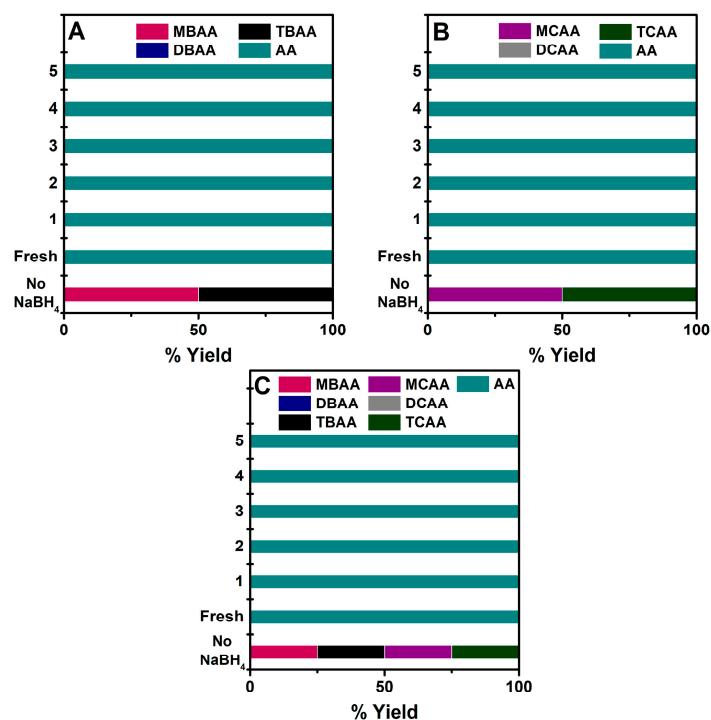 A
MBAA TBAA
DBAA AA
5
4
3
2
1
Fresh
No
NaBH4
0 50 100
% Yield
B
MCAA TCAA
DCAA AA
5
4
3
2
1
Fresh
No
NaBH4
0 50 100
% Yield
C
MBAA MCAA AA
DBAA DCAA
TBAA TCAA
5
4
3
2
1
Fresh
No
NaBH4
0 50 100
% Yield